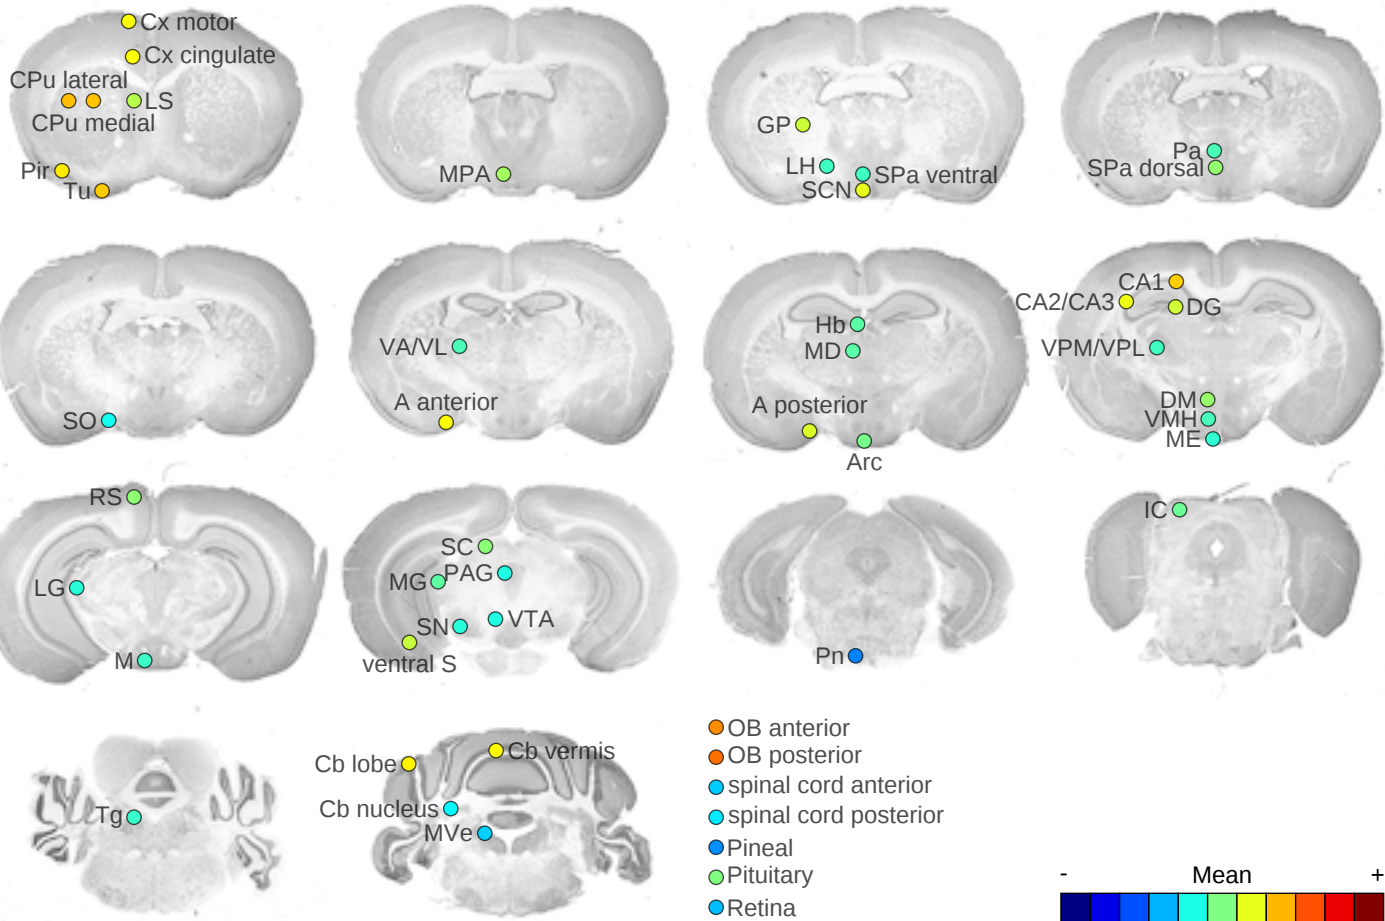 Cx motor
Cx cingulate
CPu lateral
LS
CPu medial
Pir
Tu
MPA
GP
LH
SPa ventral
SCN
Pa
SPa dorsal
SO
VA/VL
A anterior
Hb
MD
A posterior
Arc
CA1
CA2/CA3
DG
VPM/VPL
DM
VMH
ME
RS
LG
M
SC
MG
PAG
SN
VTA
ventral S
Pn
IC
Tg
Cb lobe
Cb vermis
Cb nucleus
MVe
OB anterior
OB posterior
spinal cord anterior
spinal cord posterior
Pineal
Pituitary
Retina
- Mean +